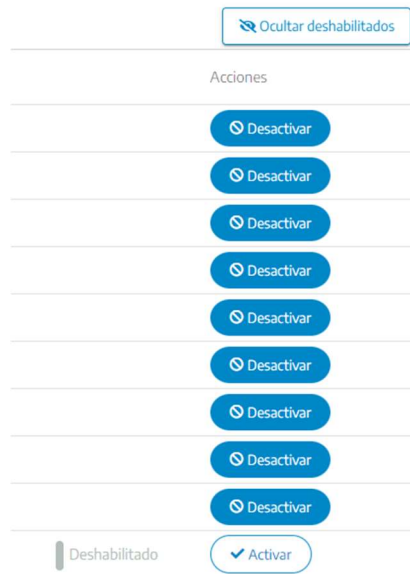 Ocultar deshabilitados
Acciones
Desactivar
Desactivar
Desactivar
Desactivar
Desactivar
Desactivar
Desactivar
Desactivar
Desactivar
Deshabilitado Activar